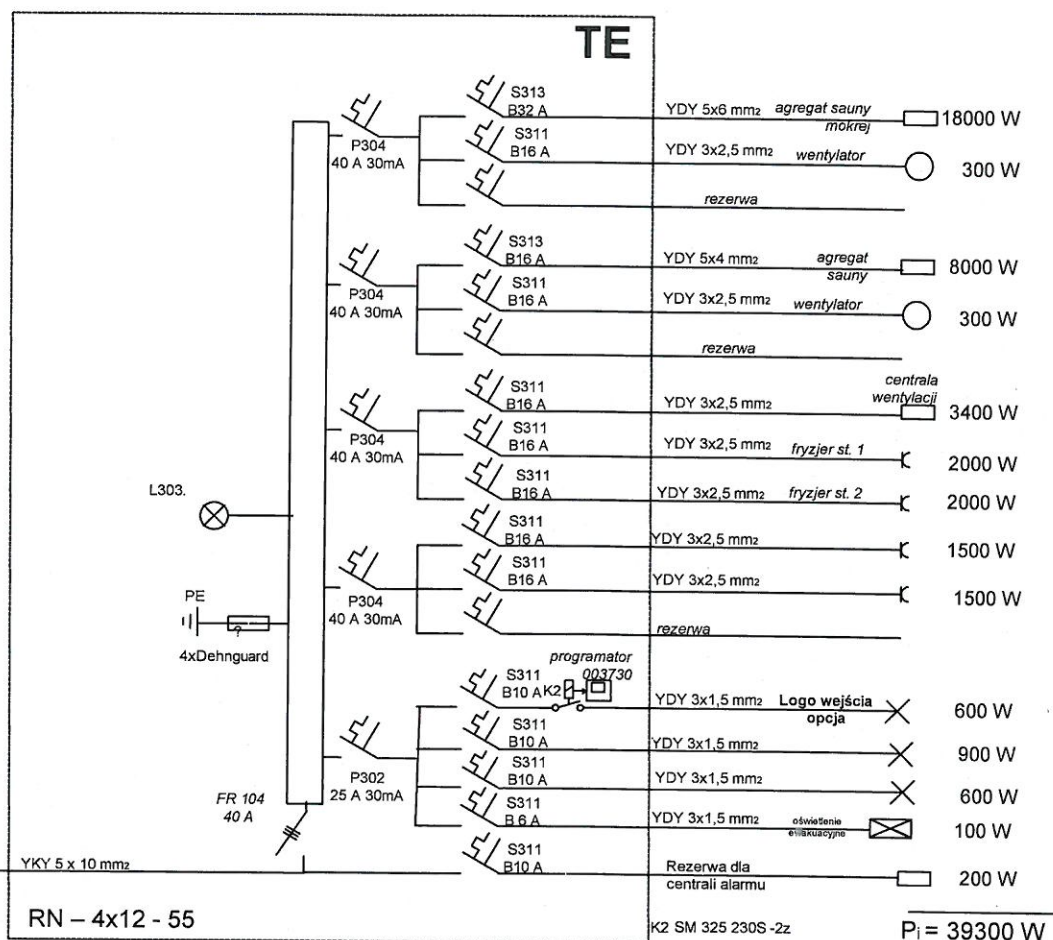 TE
S313
B32 A
YDY 5x6 mm2 agregat sauny
mokrej
18000 W
P304
40 A 30mA
S311
B16 A
YDY 3x2,5 mm2 wentylator
300 W
rezerwa
S313
B16 A
YDY 5x4 mm2 agregat
sauny
8000 W
P304
40 A 30mA
S311
B16 A
YDY 3x2,5 mm2 wentylator
300 W
rezerwa
S311
B16 A
YDY 3x2,5 mm2
centrala
wentylacji
3400 W
P304
40 A 30mA
S311
B16 A
YDY 3x2,5 mm2 fryzjer st. 1
2000 W
S311
B16 A
YDY 3x2,5 mm2 fryzjer st. 2
2000 W
L303.
S311
B16 A
YDY 3x2,5 mm2
1500 W
S311
B16 A
YDY 3x2,5 mm2
1500 W
P304
40 A 30mA
PE
?
4xDehnguard
rezerwa
programator
003730
S311
B10 A
K2
YDY 3x1,5 mm2 Logo wejścia
opcja
600 W
S311
B10 A
YDY 3x1,5 mm2
900 W
P302
25 A 30mA
S311
B10 A
YDY 3x1,5 mm2
600 W
FR 104
40 A
S311
B 6 A
YDY 3x1,5 mm2
oświetlenie
ewakuacyjne
100 W
YKY 5 x 10 mm2
S311
B10 A
Rezerwa dla
centrali alarmu
200 W
RN – 4x12 - 55
K2 SM 325 230S -2z
Pi = 39300 W